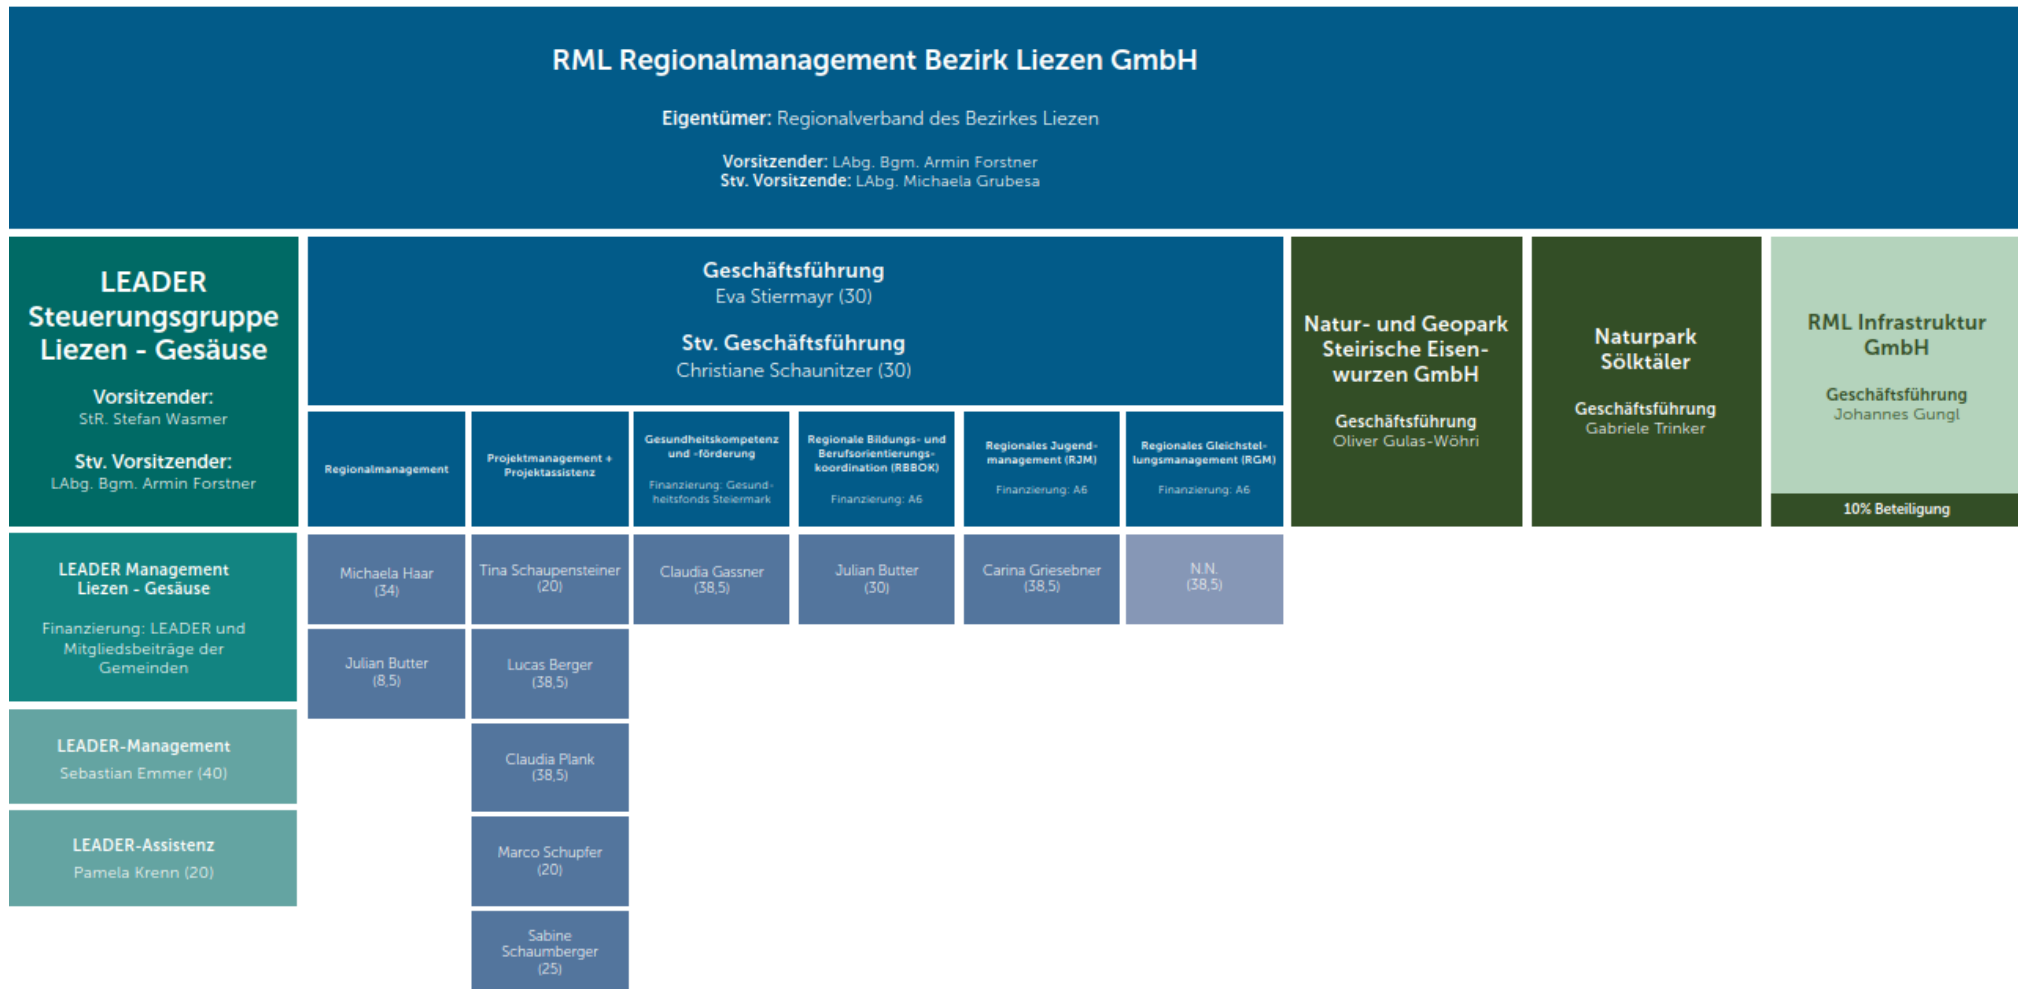 RML Regionalmanagement Bezirk Liezen GmbH
Eigentümer: Regionalverband des Bezirkes Liezen
Vorsitzender: LAbg. Bgm. Armin Forstner
Stv. Vorsitzende: LAbg. Michaela Grubesa
LEADER
Steuerungsgruppe
Liezen - Gesäuse
Vorsitzender:
StR. Stefan Wasmer
Stv. Vorsitzender:
LAbg. Bgm. Armin Forstner
LEADER Management
Liezen - Gesäuse
Finanzierung: LEADER und
Mitgliedsbeiträge der
Gemeinden
LEADER-Management
Sebastian Emmer (40)
LEADER-Assistenz
Pamela Krenn (20)
Geschäftsführung
Eva Stiermayr (30)
Stv. Geschäftsführung
Christiane Schaunitzer (30)
Regionalmanagement
Michaela Haar
(34)
Julian Butter
(8,5)
Projektmanagement +
Projektassistenz
Tina Schaupensteiner
(20)
Lucas Berger
(38,5)
Claudia Plank
(38,5)
Marco Schupfer
(20)
Sabine
Schaumberger
(25)
Gesundheitskompetenz
und -förderung
Finanzierung: Gesund-
heitsfonds Steiermark
Claudia Gassner
(38,5)
Regionale Bildungs- und
Berufsorientierungs-
koordination (RBBOK)
Finanzierung: A6
Julian Butter
(30)
Regionales Jugend-
management (RJM)
Finanzierung: A6
Carina Griesebner
(38,5)
Regionales Gleichstel-
lungsmanagement (RGM)
Finanzierung: A6
N.N.
(38,5)
Natur- und Geopark
Steirische Eisen-
wurzen GmbH
Geschäftsführung
Oliver Gulas-Wöhri
Naturpark
Sölktäler
Geschäftsführung
Gabriele Trinker
RML Infrastruktur
GmbH
Geschäftsführung
Johannes Gungl
10% Beteiligung